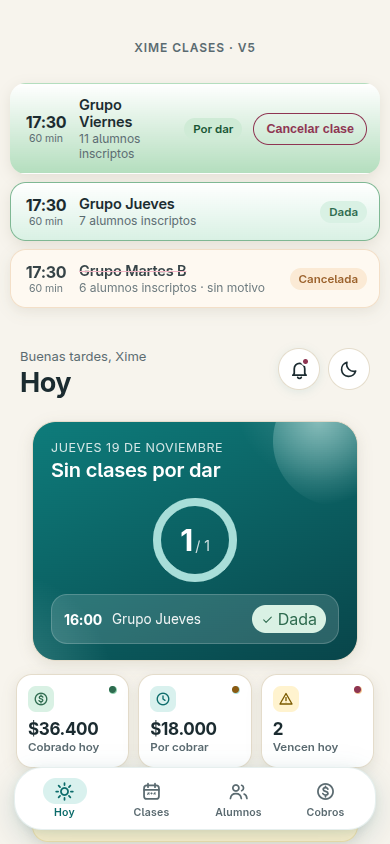 XIME CLASES · V5
17:30
60 min
Grupo
Viernes
11 alumnos
inscriptos
Por dar
Cancelar clase
17:30
60 min
Grupo Jueves
7 alumnos inscriptos
Dada
17:30
60 min
Grupo Martes B
6 alumnos inscriptos · sin motivo
Cancelada
Buenas tardes, Xime
Hoy
JUEVES 19 DE NOVIEMBRE
Sin clases por dar
1 / 1
16:00 Grupo Jueves
Dada
$36.400
Cobrado hoy
$18.000
Por cobrar
2
Vencen hoy
Hoy
Clases
Alumnos
Cobros